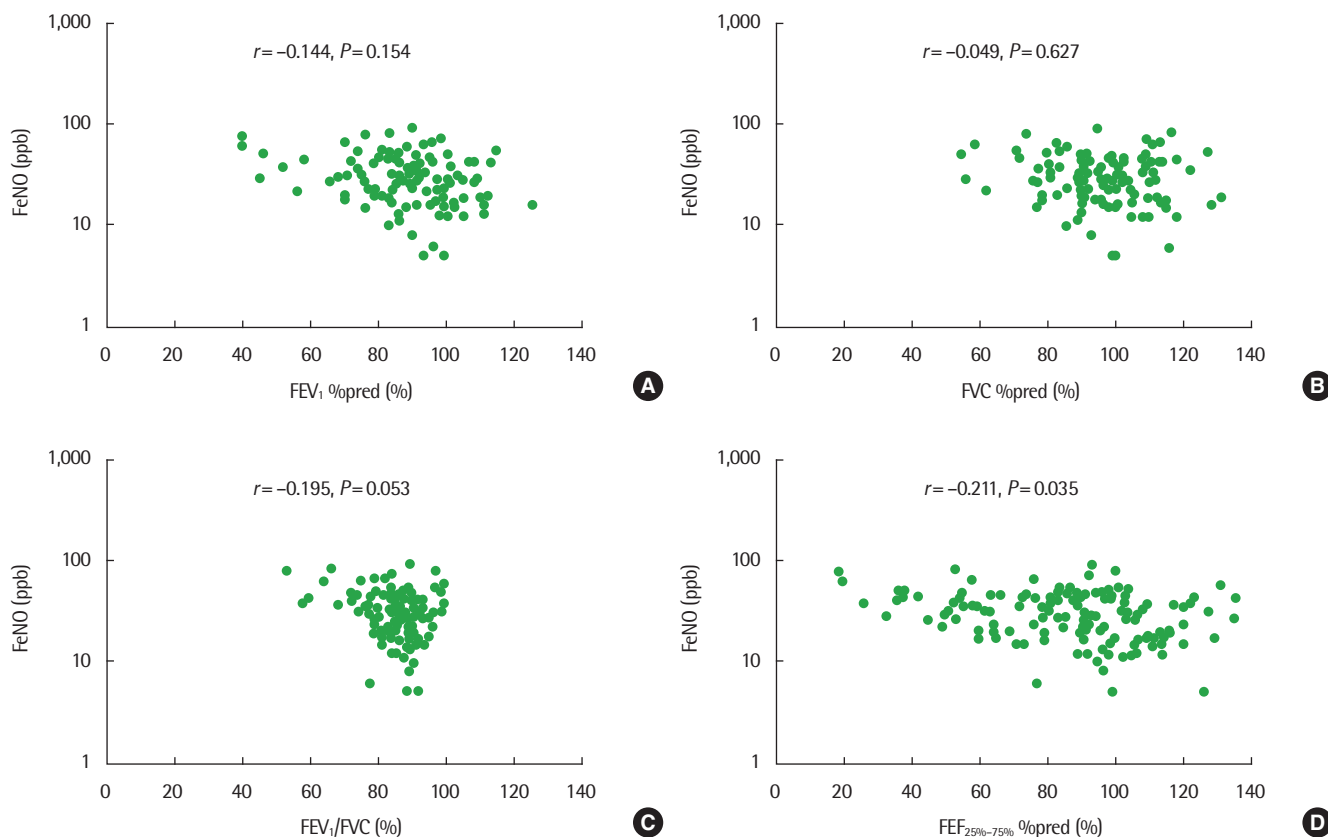 1,000
r=–0.144, P=0.154
FeNO (ppb)
100
10
1
0 20 40 60 80 100 120 140
FEV₁ %pred (%)
A
1,000
r=–0.049, P=0.627
FeNO (ppb)
100
10
1
0 20 40 60 80 100 120 140
FVC %pred (%)
B
1,000
r=–0.195, P=0.053
FeNO (ppb)
100
10
1
0 20 40 60 80 100 120 140
FEV₁/FVC (%)
C
1,000
r=–0.211, P=0.035
FeNO (ppb)
100
10
1
0 20 40 60 80 100 120 140
FEF₂₅%₋₇₅% %pred (%)
D